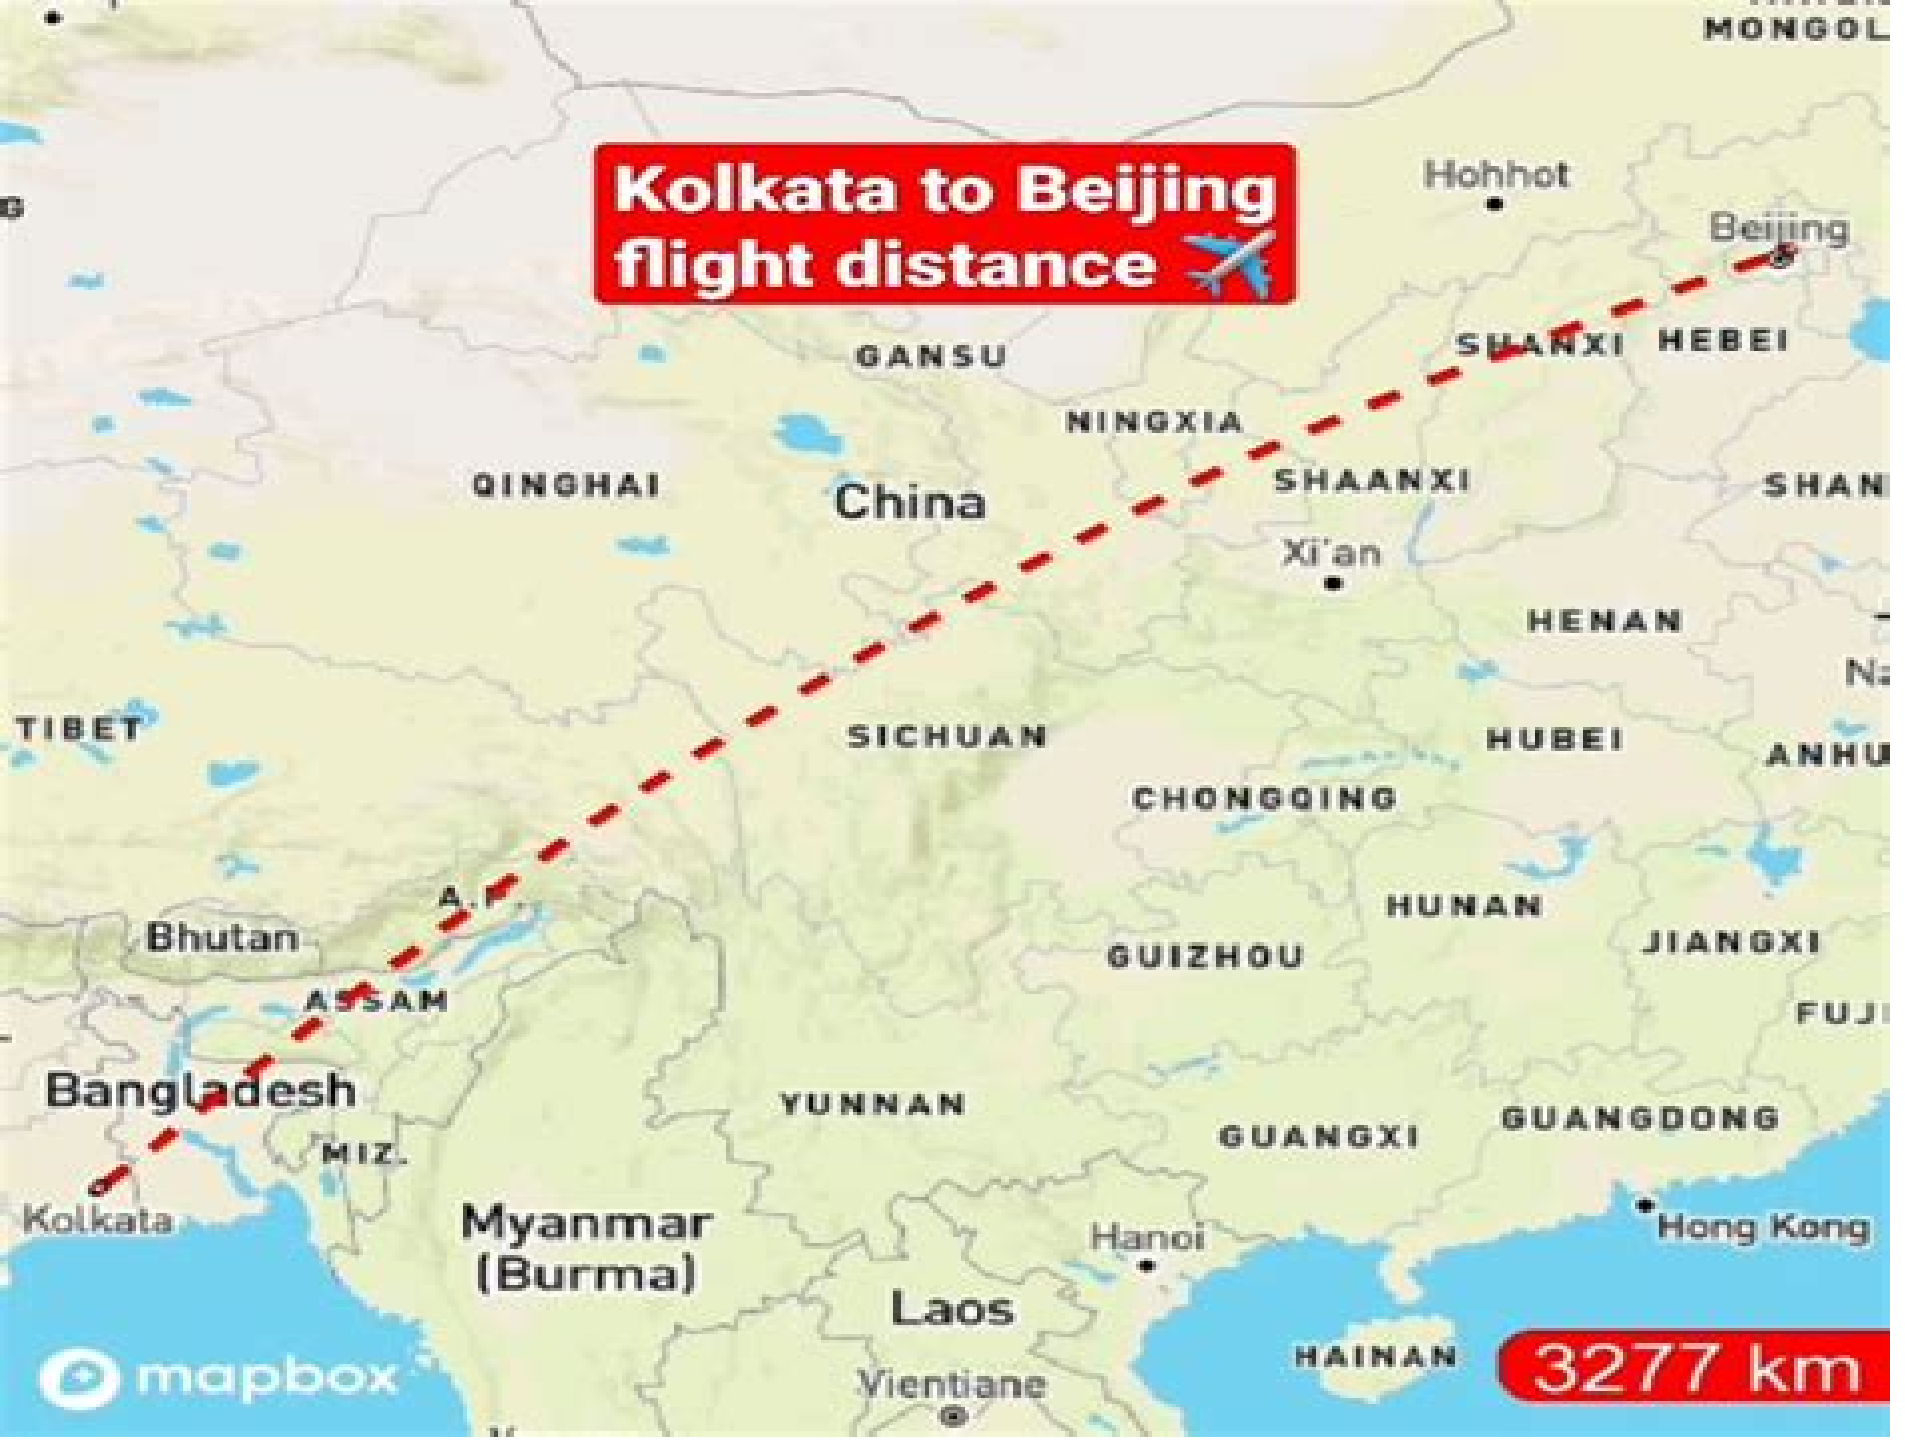 MONGOL
Kolkata to Beijing
flight distance
Hohhot
Beijing
G
GANSU
SHANXI
HEBEI
NINGXIA
QINGHAI
China
SHAANXI
SHAN
Xi'an
HENAN
TIBET
SICHUAN
HUBEI
ANHU
CHONGQING
A.P.
HUNAN
Bhutan
GUIZHOU
JIANGXI
ASSAM
FUJ
Bangladesh
YUNNAN
GUANGXI
GUANGDONG
MIZ.
Kolkata
Myanmar
(Burma)
Hanoi
Hong Kong
Laos
HAINAN
3277 km
mapbox
Vientiane